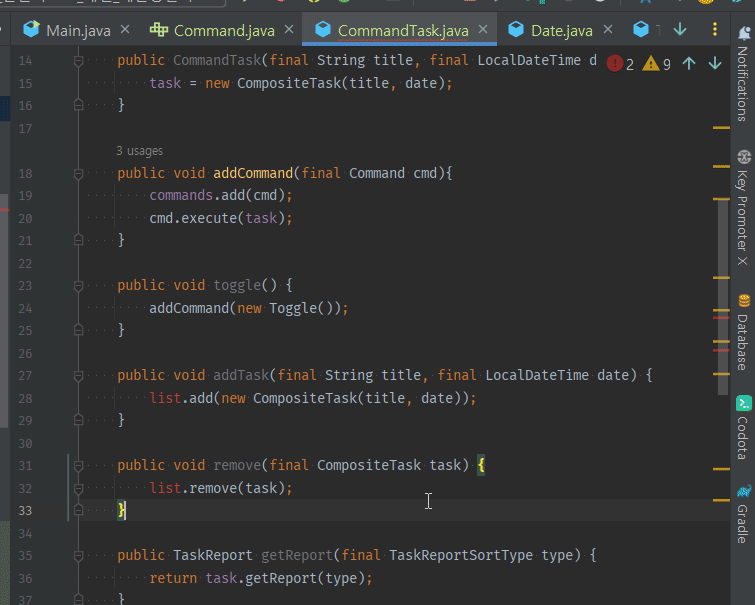 Main.java
Command.java
CommandTask.java
Date.java
14 public CommandTask(final String title, final LocalDateTime d
2 9
15 task = new CompositeTask(title, date);
16 }
17
3 usages
18 public void addCommand(final Command cmd){
19 commands.add(cmd);
20 cmd.execute(task);
21 }
22
23 public void toggle() {
24 addCommand(new Toggle());
25 }
26
27 public void addTask(final String title, final LocalDateTime date) {
28 list.add(new CompositeTask(title, date));
29 }
30
31 public void remove(final CompositeTask task) {
32 list.remove(task);
33 }
34
35 public TaskReport getReport(final TaskReportSortType type) {
36 return task.getReport(type);
37 }
Notifications
Key Promoter X
Database
Codota
Gradle